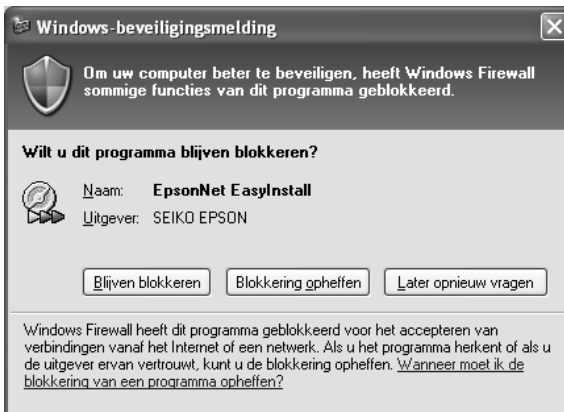 Windows-beveiligingsmelding
Om uw computer beter te beveiligen, heeft Windows Firewall
sommige functies van dit programma geblokkeerd.
Wilt u dit programma blijven blokkeren?
Naam: EpsonNet EasyInstall
Uitgever: SEIKO EPSON
Blijven blokkeren Blokkering opheffen Later opnieuw vragen
Windows Firewall heeft dit programma geblokkeerd voor het accepteren van
verbindingen vanaf het Internet of een netwerk. Als u het programma herkent of als u
de uitgever ervan vertrouwt, kunt u de blokkering opheffen. Wanneer moet ik de
blokkering van een programma opheffen?